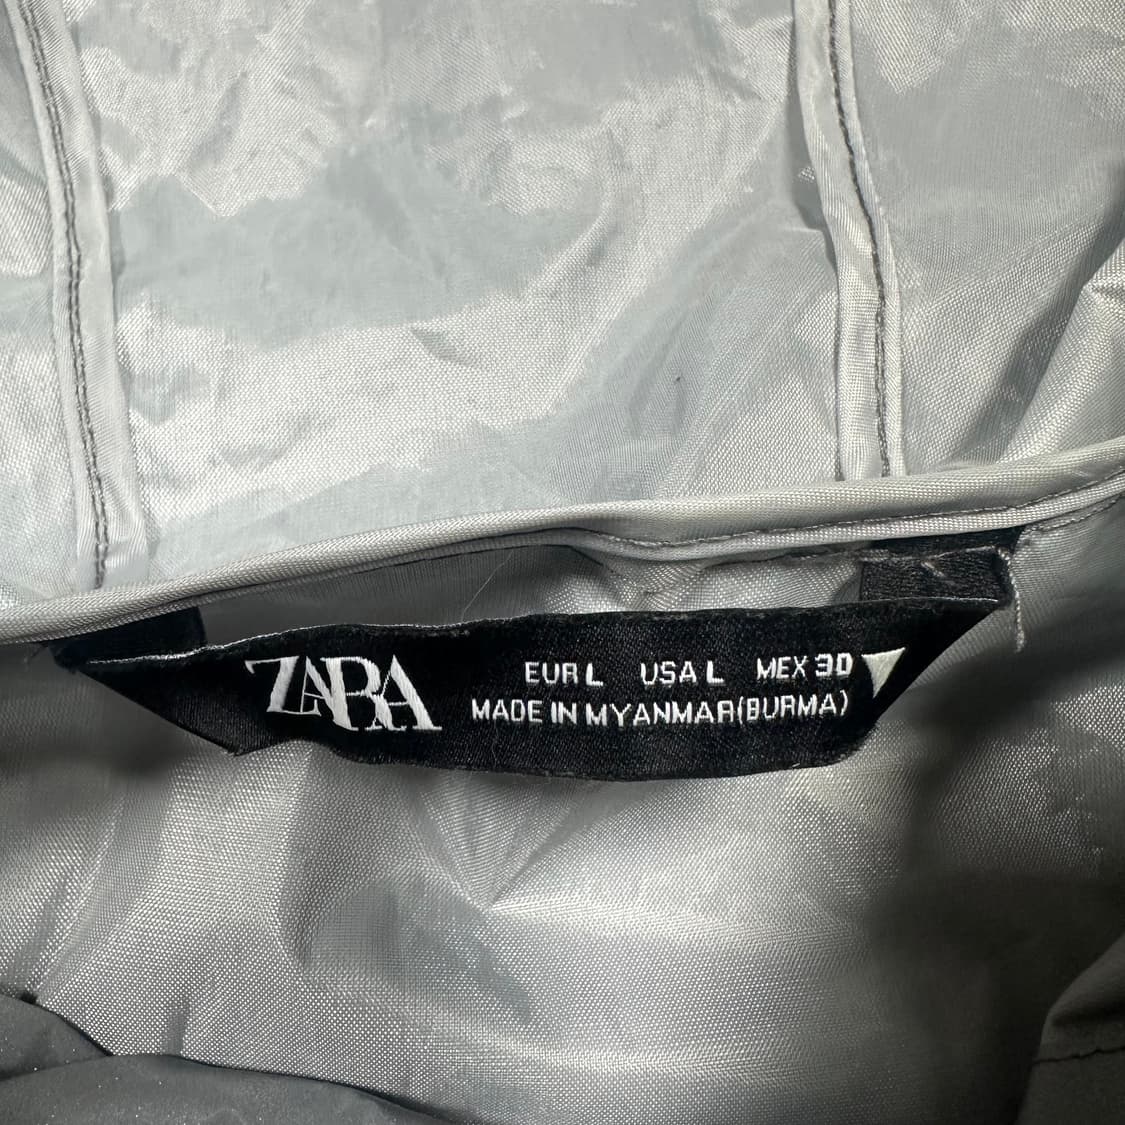 ZARA
EUR L USA L MEX 30
MADE IN MYANMAR(BURMA)